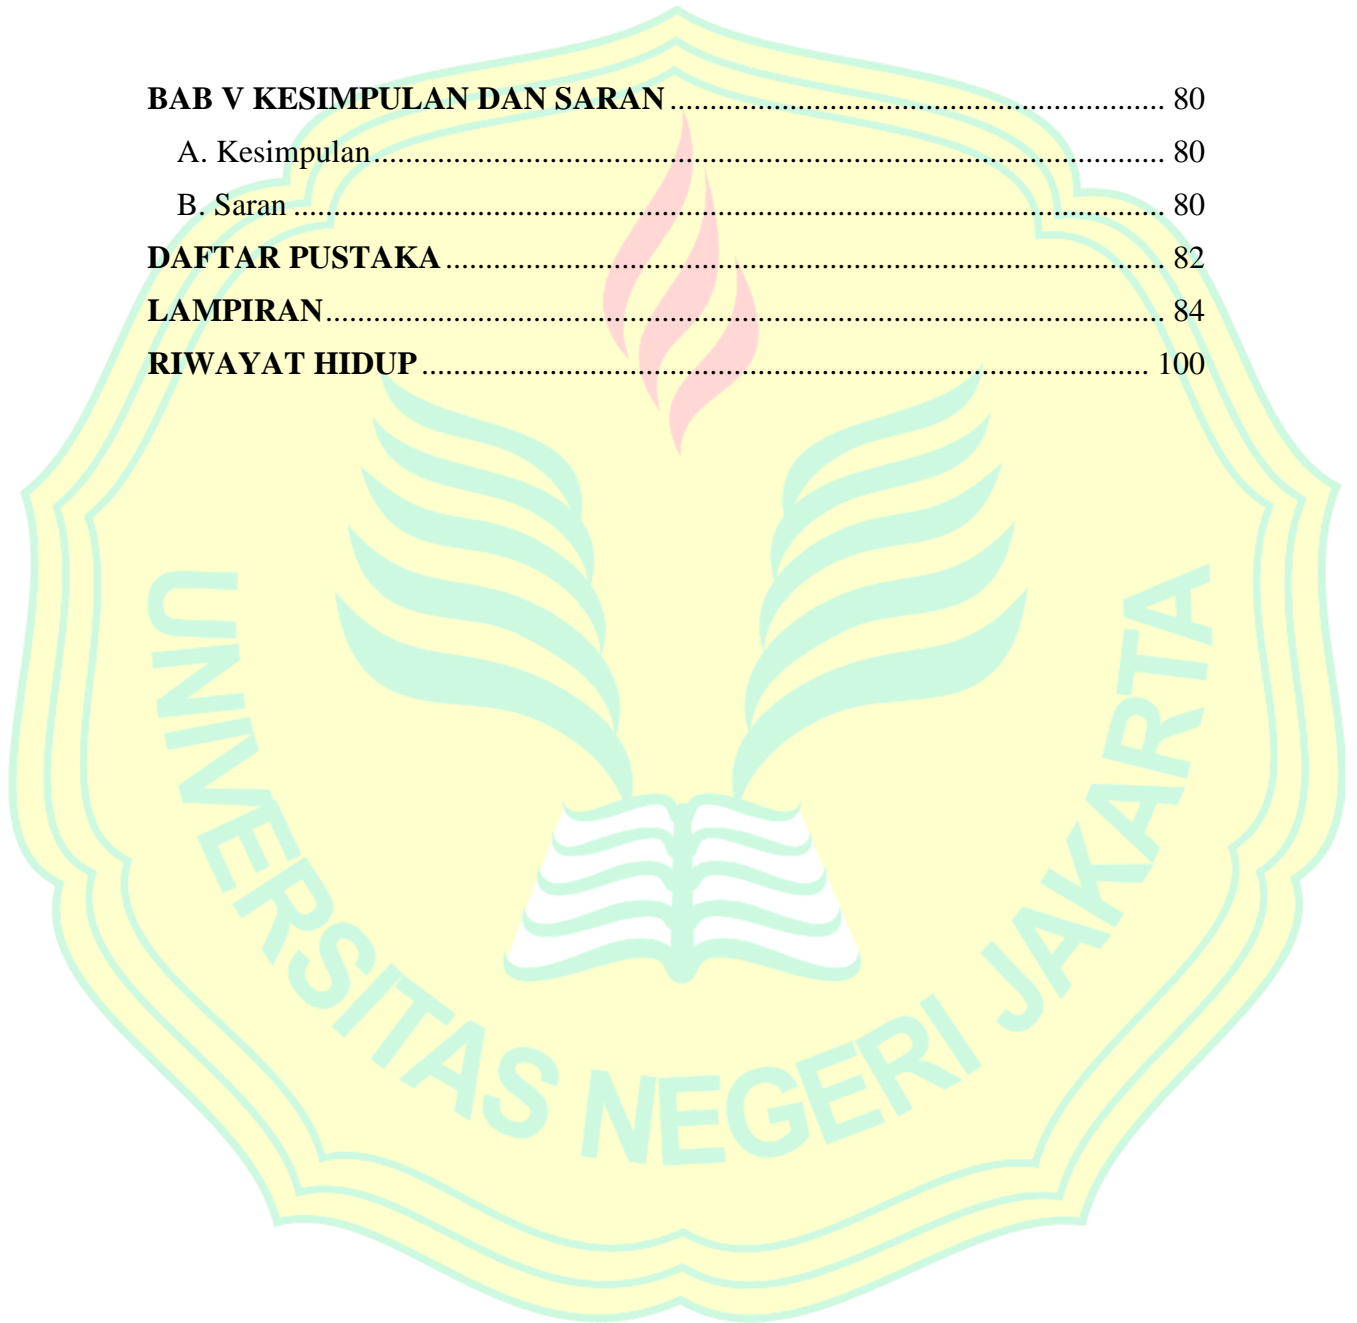 BAB V KESIMPULAN DAN SARAN ................................................................ 80
A. Kesimpulan ................................................................ 80
B. Saran ................................................................ 80
DAFTAR PUSTAKA ................................................................ 82
LAMPIRAN ................................................................ 84
RIWAYAT HIDUP ................................................................ 100
UNIVERSITAS NEGERI JAKARTA